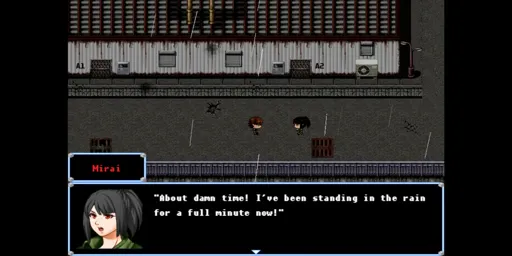 A1
A2
Mirai
"About damn time! I've been standing in the rain
for a full minute now!"